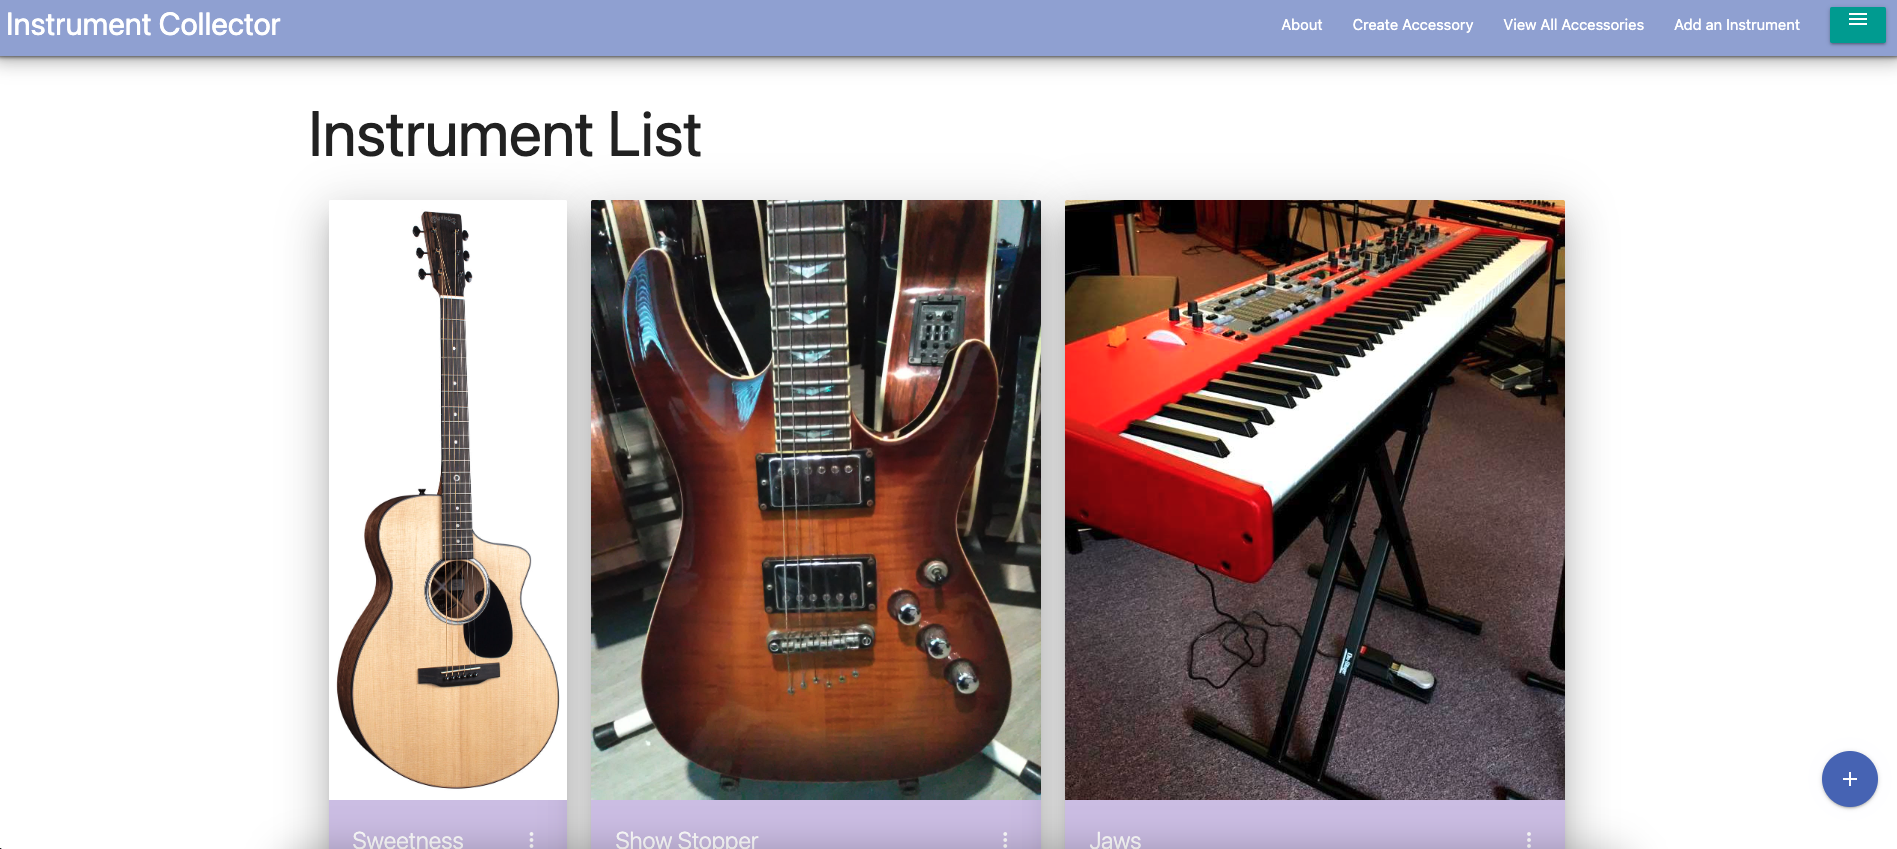 Instrument Collector
About
Create Accessory
View All Accessories
Add an Instrument
Instrument List
Sweetness
Show Stopper
Jaws